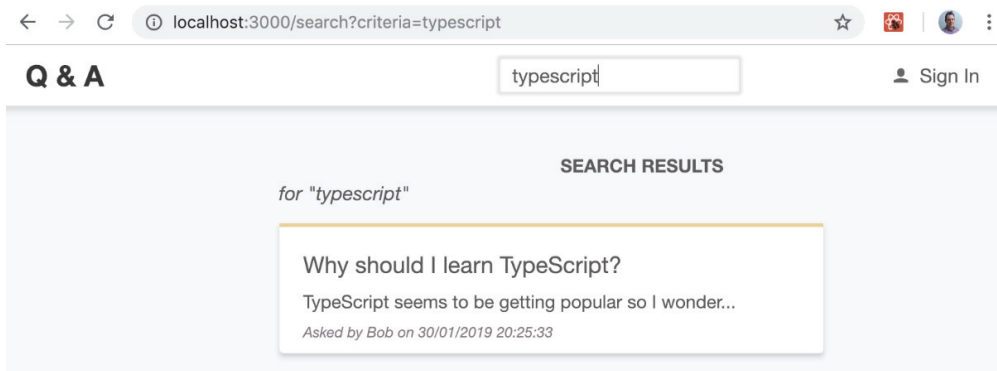 localhost:3000/search?criteria=typescript
Q & A
typescript
Sign In
SEARCH RESULTS
for "typescript"
Why should I learn TypeScript?
TypeScript seems to be getting popular so I wonder...
Asked by Bob on 30/01/2019 20:25:33